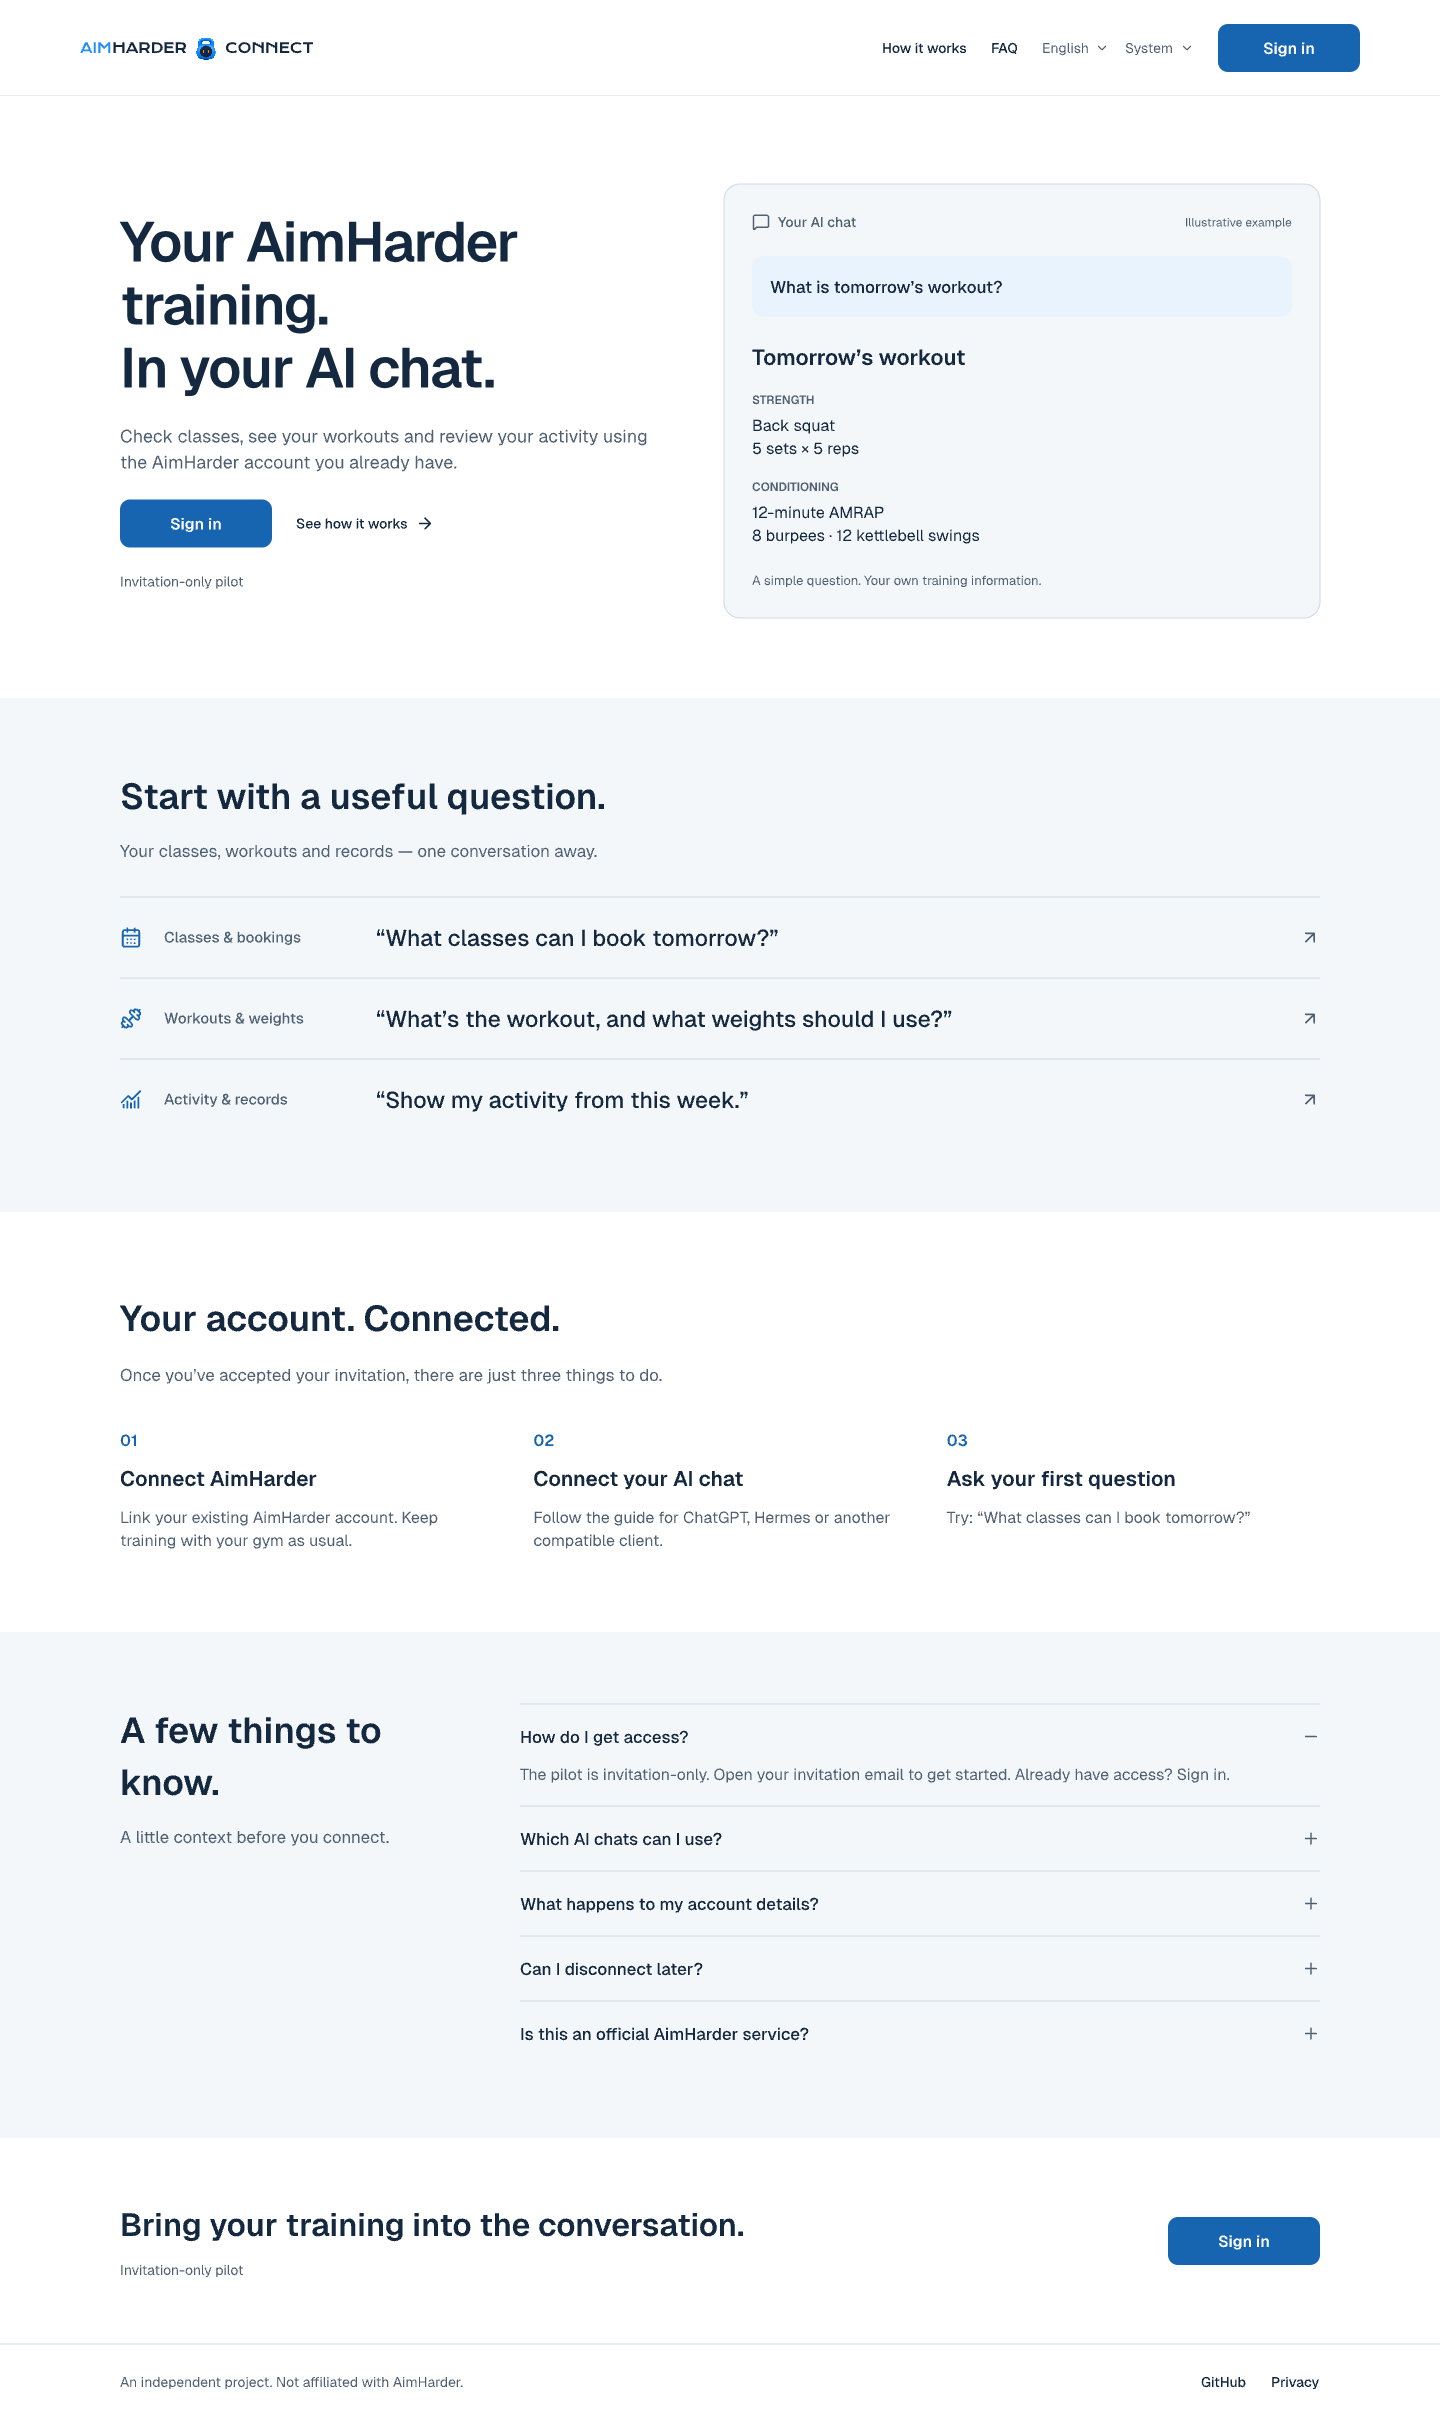 AIMHARDER CONNECT
How it works
FAQ
English
System
Sign in
Your AimHarder
training.
In your AI chat.
Check classes, see your workouts and review your activity using
the AimHarder account you already have.
Sign in
See how it works
Invitation-only pilot
Your AI chat
Illustrative example
What is tomorrow’s workout?
Tomorrow’s workout
STRENGTH
Back squat
5 sets × 5 reps
CONDITIONING
12-minute AMRAP
8 burpees · 12 kettlebell swings
A simple question. Your own training information.
Start with a useful question.
Your classes, workouts and records — one conversation away.
Classes & bookings
“What classes can I book tomorrow?”
Workouts & weights
“What’s the workout, and what weights should I use?”
Activity & records
“Show my activity from this week.”
Your account. Connected.
Once you’ve accepted your invitation, there are just three things to do.
01
Connect AimHarder
Link your existing AimHarder account. Keep
training with your gym as usual.
02
Connect your AI chat
Follow the guide for ChatGPT, Hermes or another
compatible client.
03
Ask your first question
Try: “What classes can I book tomorrow?”
A few things to
know.
A little context before you connect.
How do I get access?
The pilot is invitation-only. Open your invitation email to get started. Already have access? Sign in.
Which AI chats can I use?
What happens to my account details?
Can I disconnect later?
Is this an official AimHarder service?
Bring your training into the conversation.
Invitation-only pilot
Sign in
An independent project. Not affiliated with AimHarder.
GitHub
Privacy